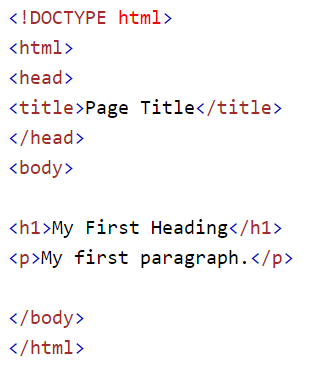 <!DOCTYPE html>
<html>
<head>
<title>Page Title</title>
</head>
<body>
<h1>My First Heading</h1>
<p>My first paragraph.</p>
</body>
</html>